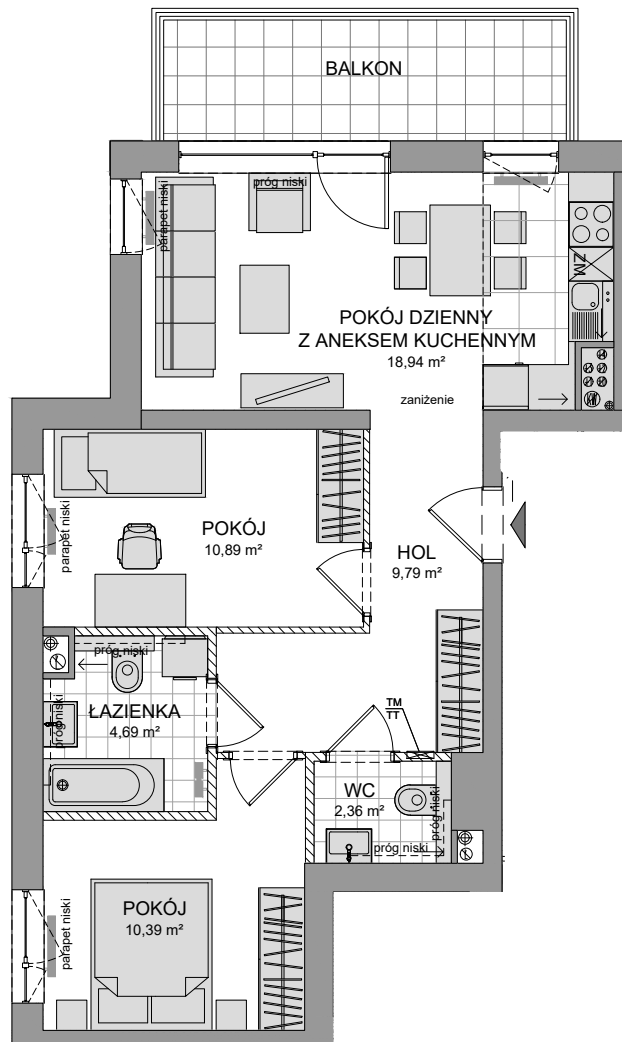 BALKON
próg niski
parapet niski
ZM
POKÓJ DZIENNY
Z ANEKSEM KUCHENNYM
18,94 m²
zaniżenie
POKÓJ
10,89 m²
parapet niski
HOL
9,79 m²
próg niski
próg niski
ŁAZIENKA
4,69 m²
TM
TT
WC
2,36 m²
próg niski
próg niski
POKÓJ
10,39 m²
parapet niski